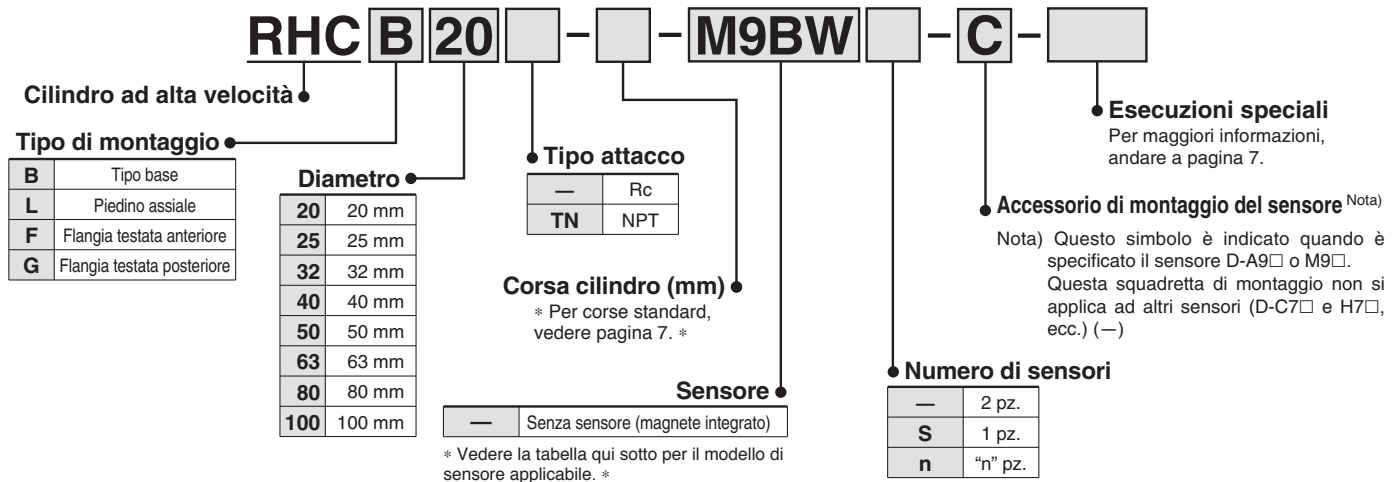 RHC B 20 □ - □ - M9BW □ - C - □
Cilindro ad alta velocità
Tipo di montaggio
B Tipo base
L Piedino assiale
F Flangia testata anteriore
G Flangia testata posteriore
Diametro
20 20 mm
25 25 mm
32 32 mm
40 40 mm
50 50 mm
63 63 mm
80 80 mm
100 100 mm
Tipo attacco
— Rc
TN NPT
Corsa cilindro (mm)
∗ Per corse standard,
vedere pagina 7. ∗
Sensore
— Senza sensore (magnete integrato)
∗ Vedere la tabella qui sotto per il modello di
sensore applicabile. ∗
Esecuzioni speciali
Per maggiori informazioni,
andare a pagina 7.
Accessorio di montaggio del sensore Nota)
Nota) Questo simbolo è indicato quando è
specificato il sensore D-A9□ o M9□.
Questa squadretta di montaggio non si
applica ad altri sensori (D-C7□ e H7□,
ecc.) (—)
Numero di sensori
— 2 pz.
S 1 pz.
n “n” pz.